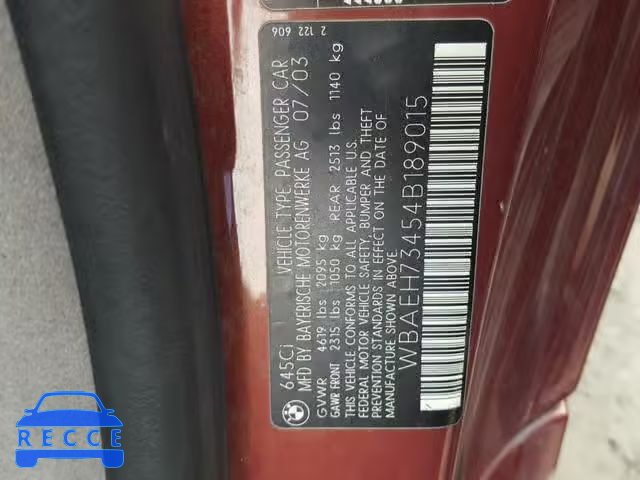 645Ci
VEHICLE TYPE, PASSENGER CAR
MFD BY BAYERISCHE MOTORENWERKE AG 07/03
GVWR 4619 lbs 2095 kg
GAWR FRONT 2315 lbs 1050 kg REAR 2513 lbs 1140 kg
THIS VEHICLE CONFORMS TO ALL APPLICABLE U.S.
FEDERAL MOTOR VEHICLE SAFETY, BUMPER AND THEFT
PREVENTION STANDARDS IN EFFECT ON THE DATE OF
MANUFACTURE SHOWN ABOVE.
WBAEH73454B189015
2 122 606
BMW
RECCE